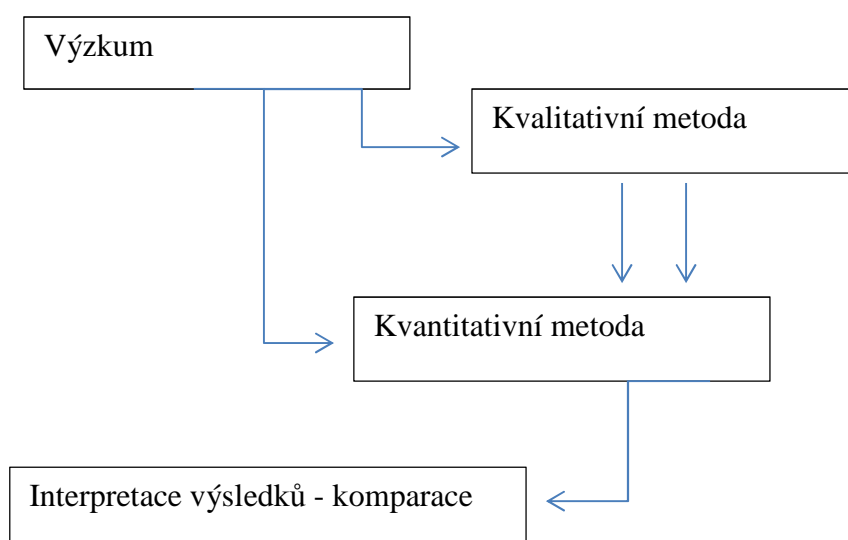 Výzkum
Kvalitativní metoda
Kvantitativní metoda
Interpretace výsledků - komparace